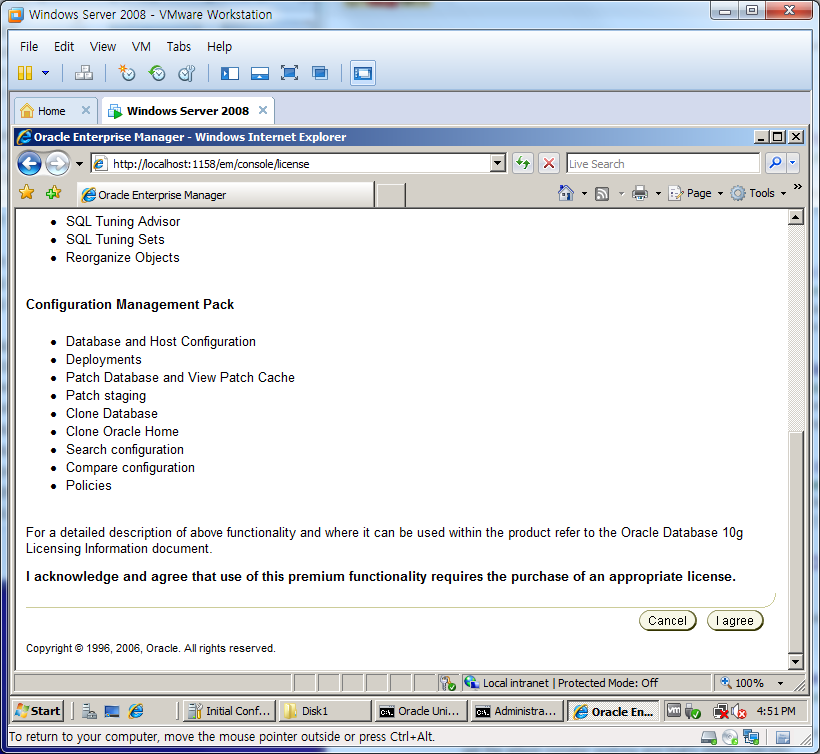 Windows Server 2008 - VMware Workstation
File Edit View VM Tabs Help
Home Windows Server 2008
Oracle Enterprise Manager - Windows Internet Explorer
http://localhost:1158/em/console/license Live Search
Oracle Enterprise Manager Page Tools »
• SQL Tuning Advisor
• SQL Tuning Sets
• Reorganize Objects
Configuration Management Pack
• Database and Host Configuration
• Deployments
• Patch Database and View Patch Cache
• Patch staging
• Clone Database
• Clone Oracle Home
• Search configuration
• Compare configuration
• Policies
For a detailed description of above functionality and where it can be used within the product refer to the Oracle Database 10g
Licensing Information document.
I acknowledge and agree that use of this premium functionality requires the purchase of an appropriate license.
Cancel I agree
Copyright © 1996, 2006, Oracle. All rights reserved.
Local intranet | Protected Mode: Off 100%
Start Initial Conf... Disk1 Oracle Uni... Administra... Oracle En... 4:51 PM
To return to your computer, move the mouse pointer outside or press Ctrl+Alt.